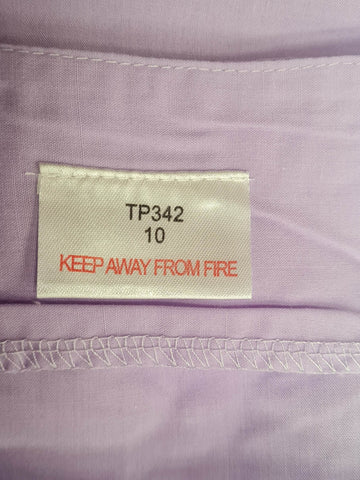 TP342
10
KEEP AWAY FROM FIRE